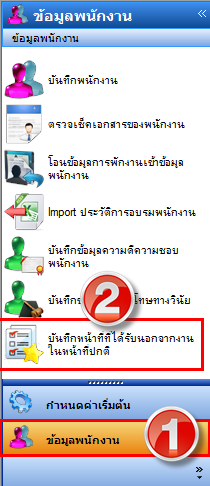 ข้อมูลพนักงาน
ข้อมูลพนักงาน
บันทึกพนักงาน
ตรวจเช็คเอกสารของพนักงาน
โอนข้อมูลการพักงานเข้าข้อมูล
พนักงาน
Import ประวัติการอบรมพนักงาน
บันทึกข้อมูลความดีความชอบ
พนักงาน
โทษทางวินัย
2
บันทึกหน้าที่ที่ได้รับนอกจากงาน
ในหน้าที่ปกติ
กำหนดค่าเริ่มต้น
ข้อมูลพนักงาน
1